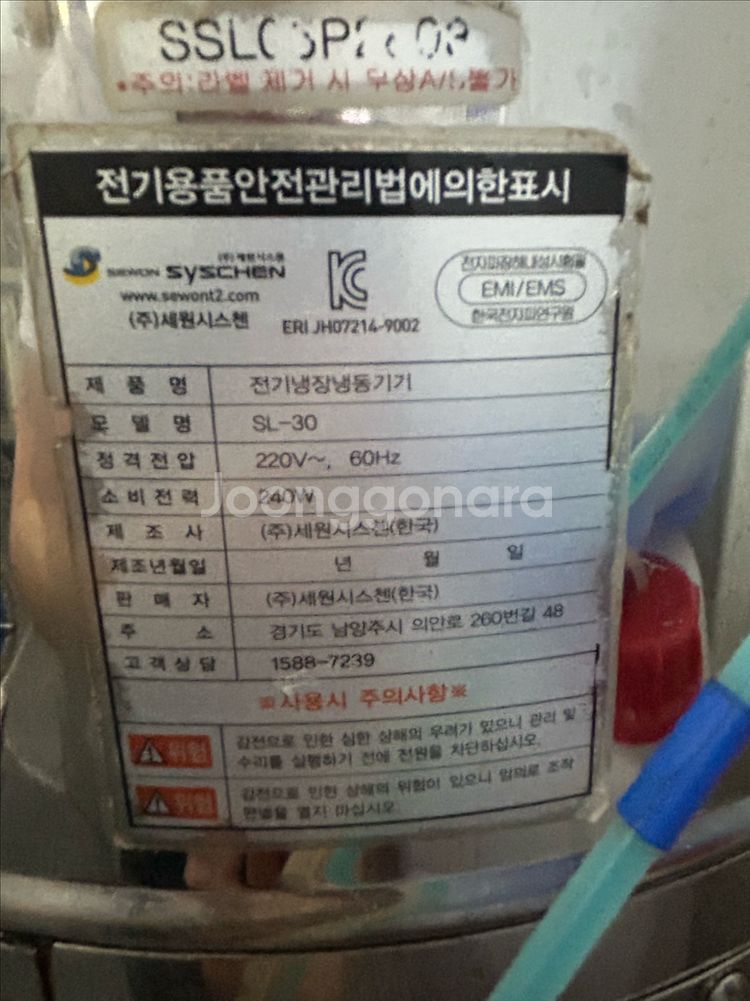 *주의:라벨 제거 시 무상A/S불가
전기용품안전관리법에의한표시
SEWON SYSCHEN
www.sewont2.com
(주)세원시스첸
ERI JH07214-9002
EMI/EMS
제 품 명 전기냉장냉동기기
모 델 명 SL-30
정격전압 220V~, 60Hz
소비전력 240W
제 조 사 (주)세원시스첸(한국)
제조년월일 년 월 일
판 매 자 (주)세원시스첸(한국)
주 소 경기도 남양주시 의안로 260번길 48
고객상담 1588-7239
※사용시 주의사항※
위험 감전으로 인한 심한 상해의 우려가 있으니 관리 및
수리를 실행하기 전에 전원을 차단하십시오.
위험 감전으로 인한 상해의 위험이 있으니 임의로 조작
판넬을 열지 마십시오.
Joonggonara